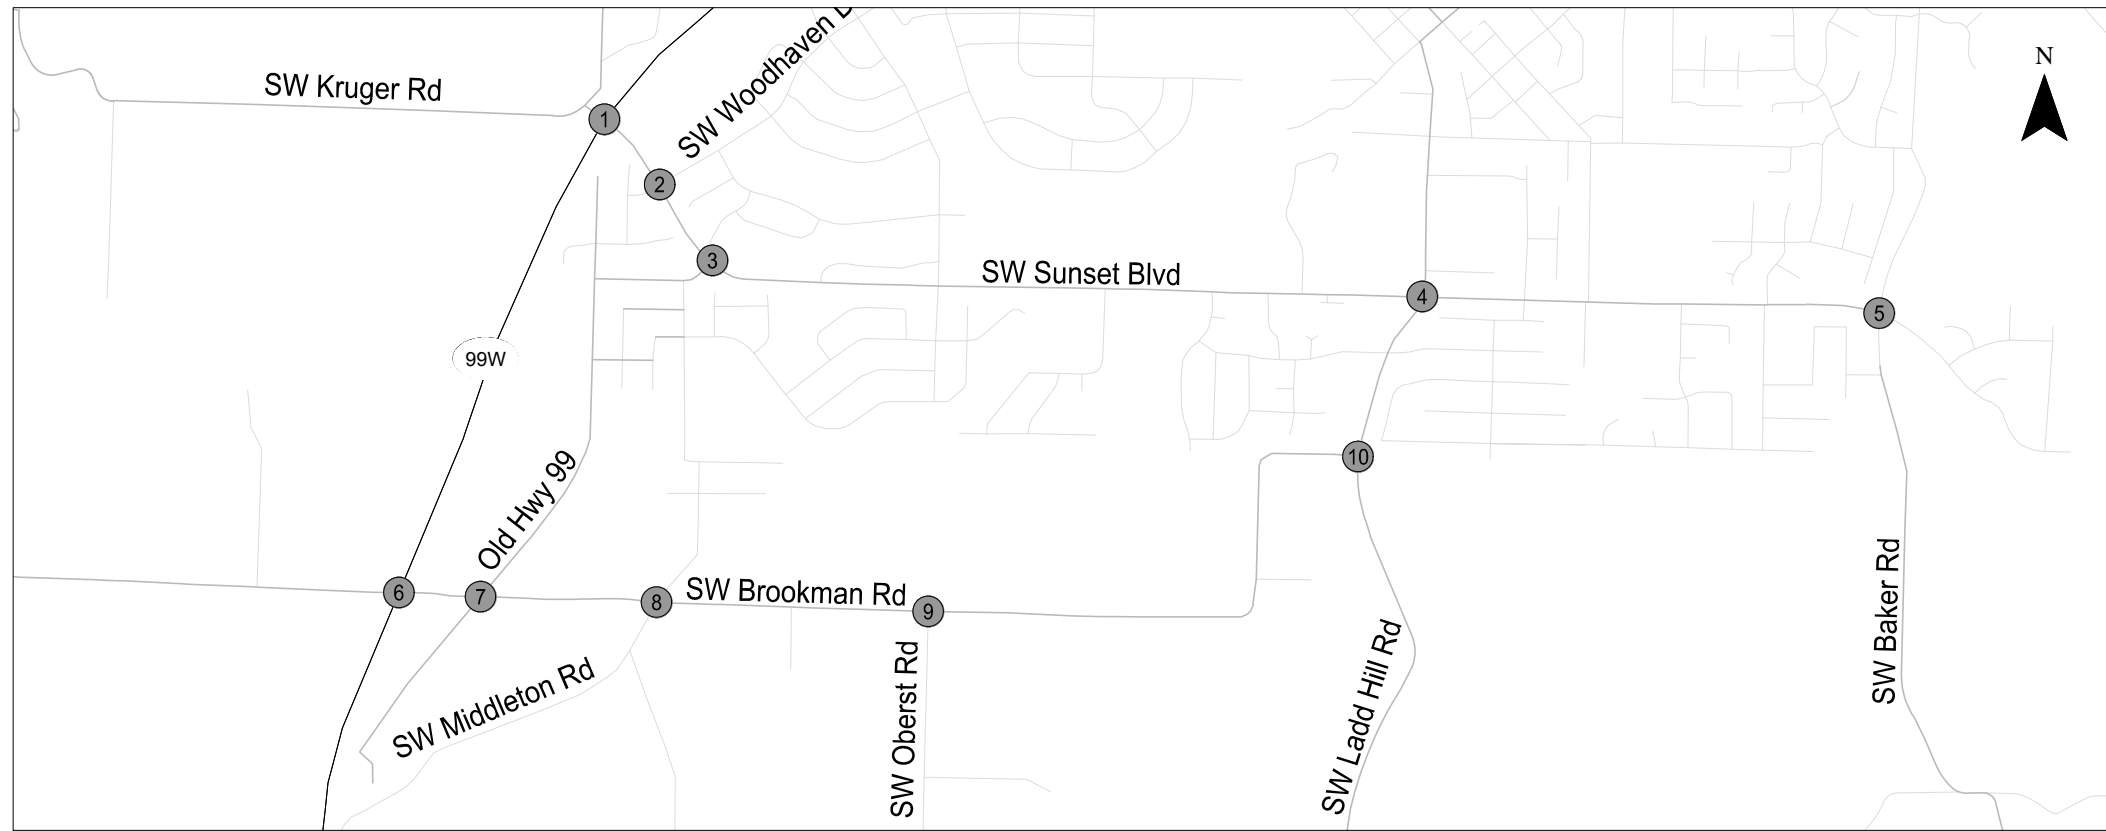 SW Woodhaven D
N
SW Kruger Rd
1
2
3
SW Sunset Blvd
4
5
99W
10
Old Hwy 99
6
7
8
SW Brookman Rd
9
SW Middleton Rd
SW Oberst Rd
SW Ladd Hill Rd
SW Baker Rd